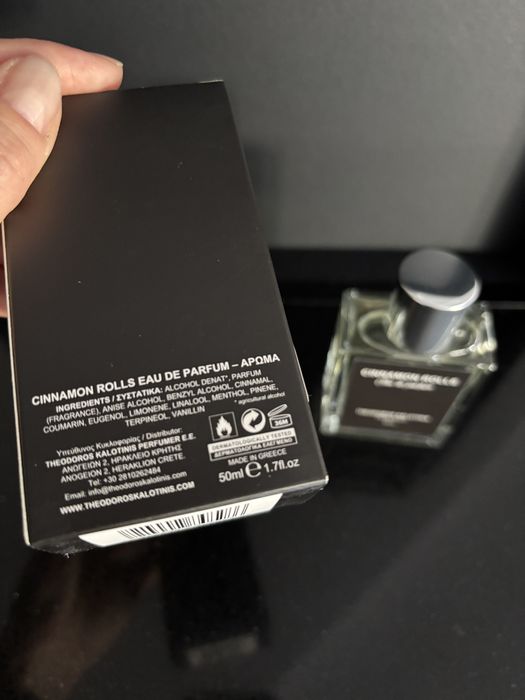 CINNAMON ROLLS EAU DE PARFUM – ΑΡΩΜΑ
INGREDIENTS / ΣΥΣΤΑΤΙΚΑ: ALCOHOL DENAT*, PARFUM
(FRAGRANCE), ANISE ALCOHOL, BENZYL ALCOHOL, CINNAMAL,
COUMARIN, EUGENOL, LIMONENE, LINALOOL, MENTHOL, PINENE,
TERPINEOL, VANILLIN
* agricultural alcohol
36M
Υπεύθυνος Κυκλοφορίας / Distributor:
THEODOROS KALOTINIS PERFUMER E.E.
ΑΝΩΓΕΙΩΝ 2, ΗΡΑΚΛΕΙΟ ΚΡΗΤΗΣ
ANOGEION 2, HERAKLION CRETE
Tel: +30 2810262484
Email: info@theodoroskalotinis.com
WWW.THEODOROSKALOTINIS.COM
DERMATOLOGICALLY TESTED
ΔΕΡΜΑΤΟΛΟΓΙΚΑ ΕΛΕΓΜΕΝΟ
MADE IN GREECE
50ml e 1.7fl.oz
CINNAMON ROLLS